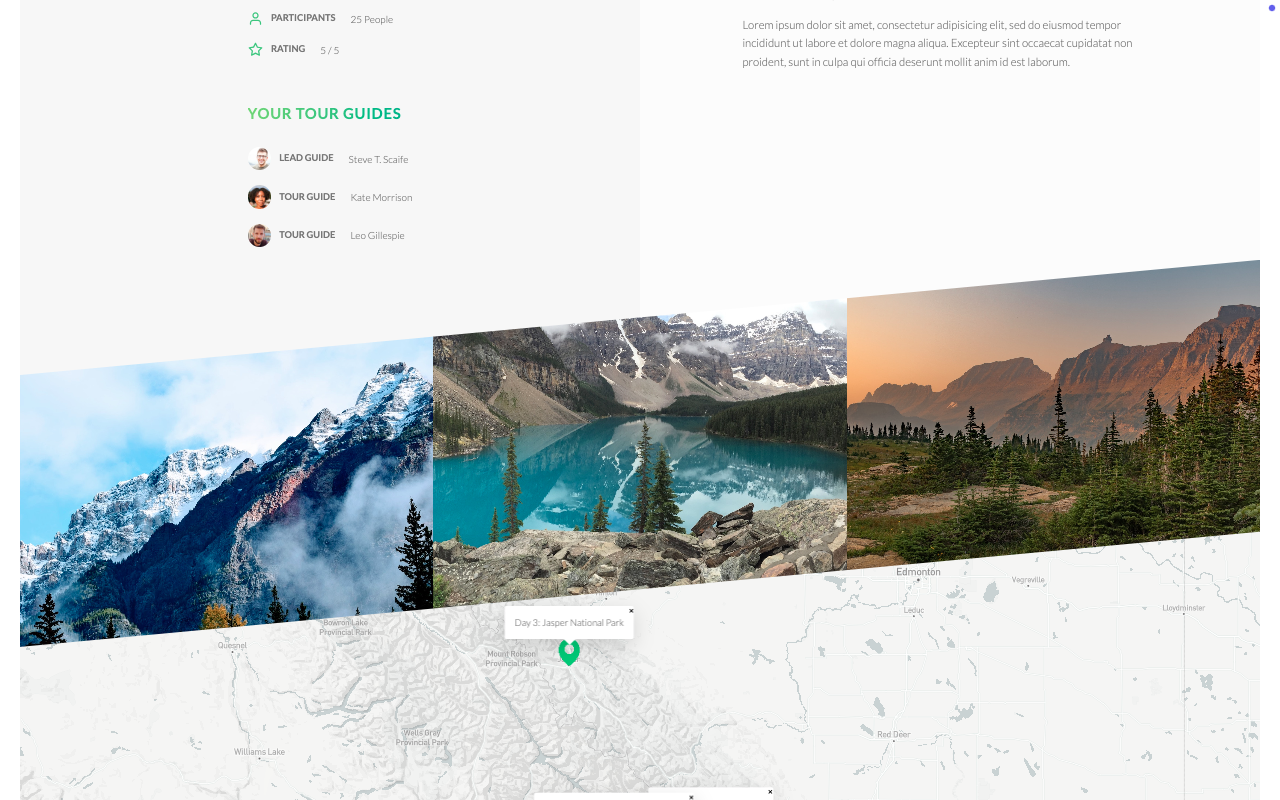 PARTICIPANTS 25 People
RATING 5 / 5
YOUR TOUR GUIDES
LEAD GUIDE Steve T. Scaife
TOUR GUIDE Kate Morrison
TOUR GUIDE Leo Gillespie
Lorem ipsum dolor sit amet, consectetur adipisicing elit, sed do eiusmod tempor
incididunt ut labore et dolore magna aliqua. Excepteur sint occaecat cupidatat non
proident, sunt in culpa qui officia deserunt mollit anim id est laborum.
Edmonton
Vegreville
Leduc
Lloydminster
Day 3: Jasper National Park
Bowron Lake
Provincial Park
Quesnel
Mount Robson
Provincial Park
Wells Gray
Provincial Park
Williams Lake
Red Deer